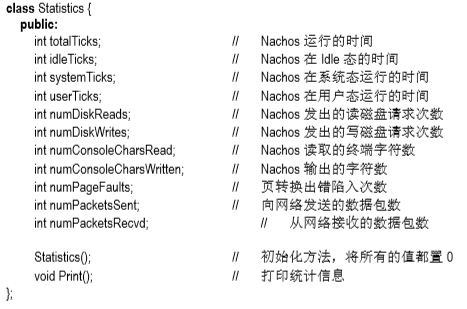 class Statistics {
public:
int totalTicks; // Nachos 运行的时间
int idleTicks; // Nachos 在 Idle 态的时间
int systemTicks; // Nachos 在系统态运行的时间
int userTicks; // Nachos 在用户态运行的时间
int numDiskReads; // Nachos 发出的读磁盘请求次数
int numDiskWrites; // Nachos 发出的写磁盘请求次数
int numConsoleCharsRead; // Nachos 读取的终端字符数
int numConsoleCharsWritten; // Nachos 输出的字符数
int numPageFaults; // 页转换出错陷入次数
int numPacketsSent; // 向网络发送的数据包数
int numPacketsRecvd; // 从网络接收的数据包数
Statistics(); // 初始化方法，将所有的值都置 0
void Print(); // 打印统计信息
};